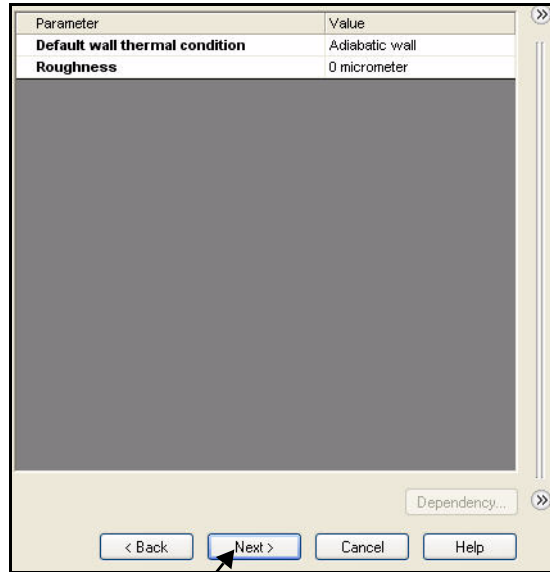 Parameter Value
Default wall thermal condition Adiabatic wall
Roughness 0 micrometer
Dependency...
< Back Next > Cancel Help